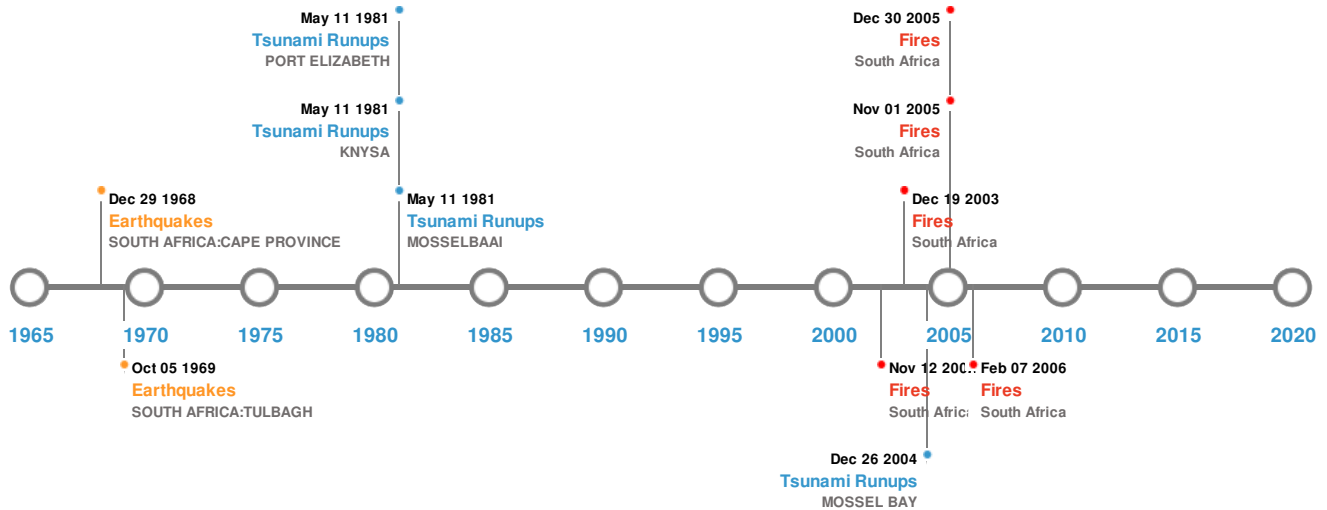 May 11 1981
Tsunami Runups
PORT ELIZABETH
Dec 30 2005
Fires
South Africa
May 11 1981
Tsunami Runups
KNYSA
Nov 01 2005
Fires
South Africa
Dec 29 1968
Earthquakes
SOUTH AFRICA:CAPE PROVINCE
May 11 1981
Tsunami Runups
MOSSELBAAI
Dec 19 2003
Fires
South Africa
1965 1970 1975 1980 1985 1990 1995 2000 2005 2010 2015 2020
Oct 05 1969
Earthquakes
SOUTH AFRICA:TULBAGH
Nov 12
Fires
South Africa
Feb 07 2006
Fires
South Africa
Dec 26 2004
Tsunami Runups
MOSSEL BAY